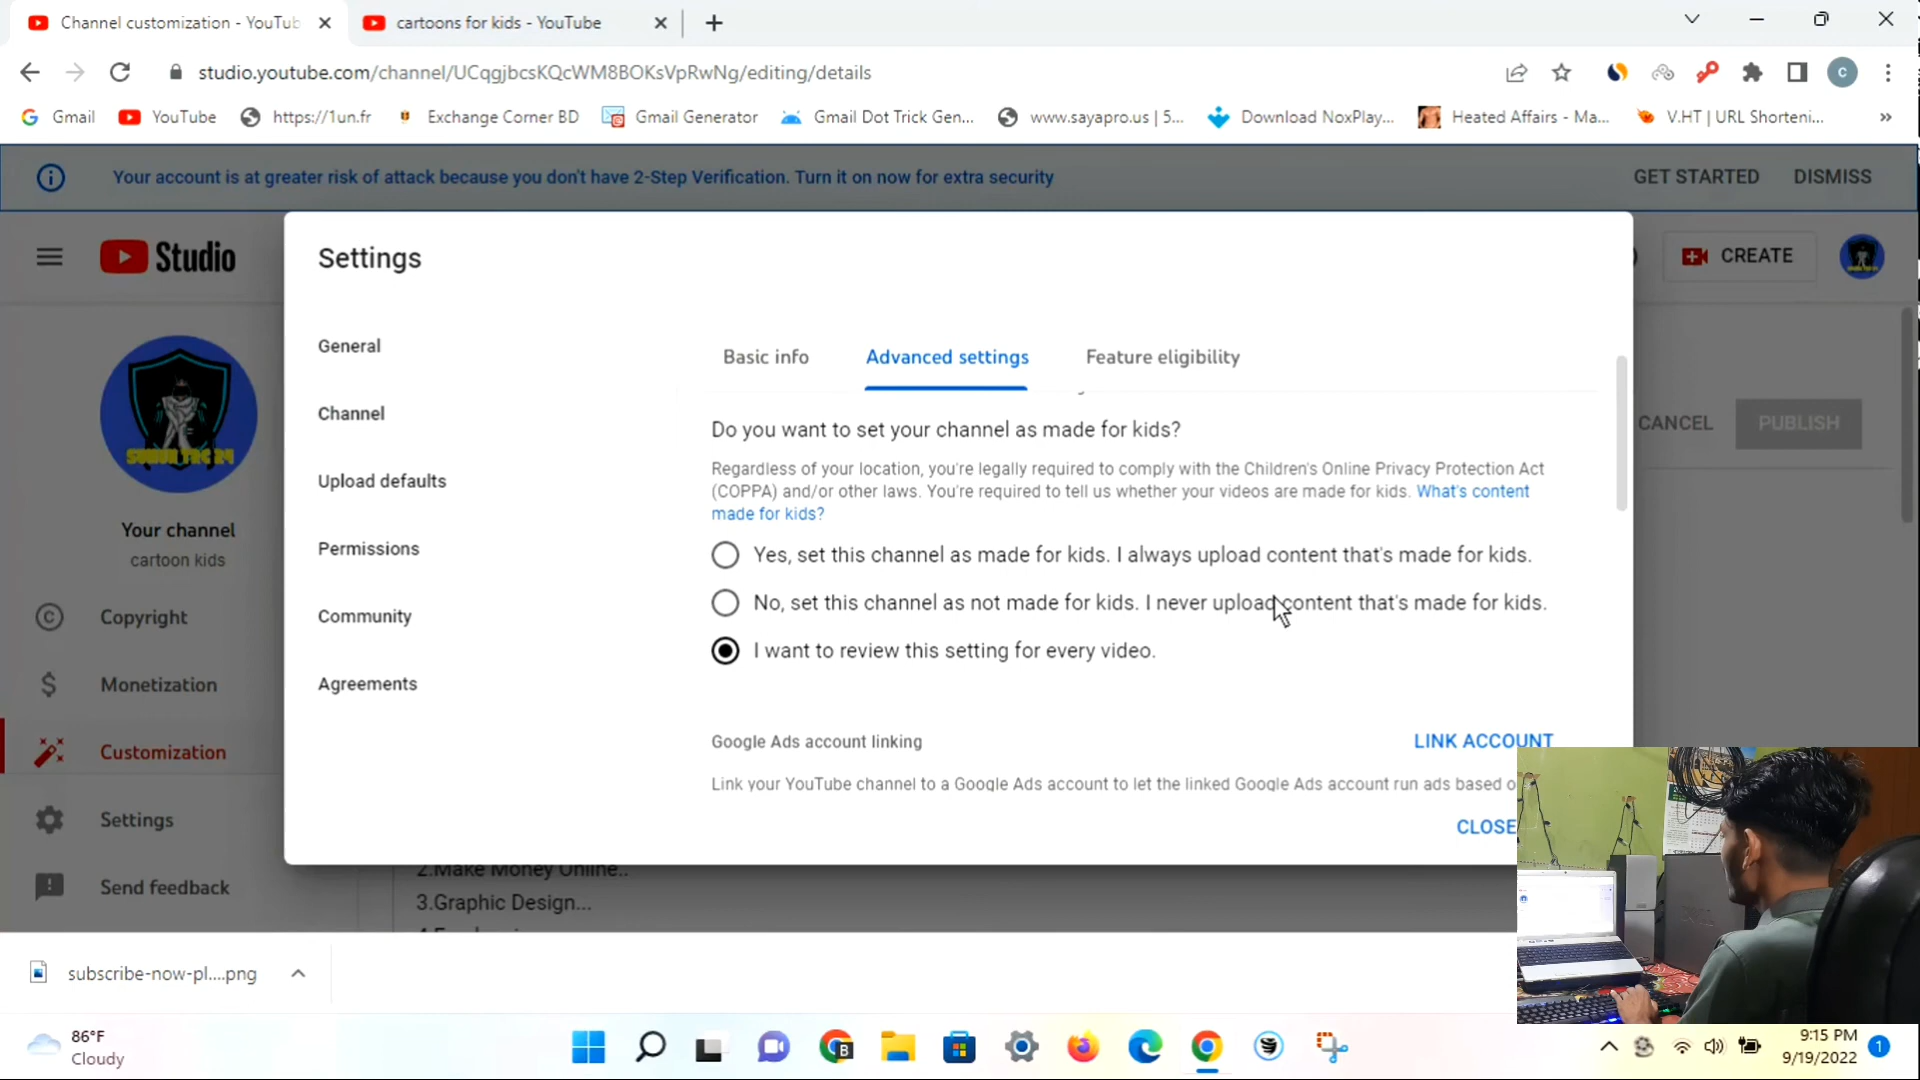 Channel customization - YouTub
cartoons for kids - YouTube
studio.youtube.com/channel/UCqgjbcsKQcWM8BOKsVpRwNg/editing/details
C
Gmail
YouTube
https://1un.fr
Exchange Corner BD
Gmail Generator
Gmail Dot Trick Gen...
www.sayapro.us | 5...
Download NoxPlay...
Heated Affairs - Ma...
V.HT | URL Shorteni...
»
Your account is at greater risk of attack because you don't have 2-Step Verification. Turn it on now for extra security
GET STARTED
DISMISS
Studio
CREATE
Settings
General
Channel
Upload defaults
Permissions
Community
Agreements
Basic info
Advanced settings
Feature eligibility
Do you want to set your channel as made for kids?
Regardless of your location, you're legally required to comply with the Children's Online Privacy Protection Act
(COPPA) and/or other laws. You're required to tell us whether your videos are made for kids. What's content
made for kids?
Yes, set this channel as made for kids. I always upload content that's made for kids.
No, set this channel as not made for kids. I never upload content that's made for kids.
I want to review this setting for every video.
Google Ads account linking
LINK ACCOUNT
Link your YouTube channel to a Google Ads account to let the linked Google Ads account run ads based o
CLOSE
CANCEL
PUBLISH
Your channel
cartoon kids
Copyright
Monetization
Customization
Settings
Send feedback
2.Make Money Online..
3.Graphic Design...
subscribe-now-pl....png
86°F
Cloudy
B
9:15 PM
9/19/2022
1